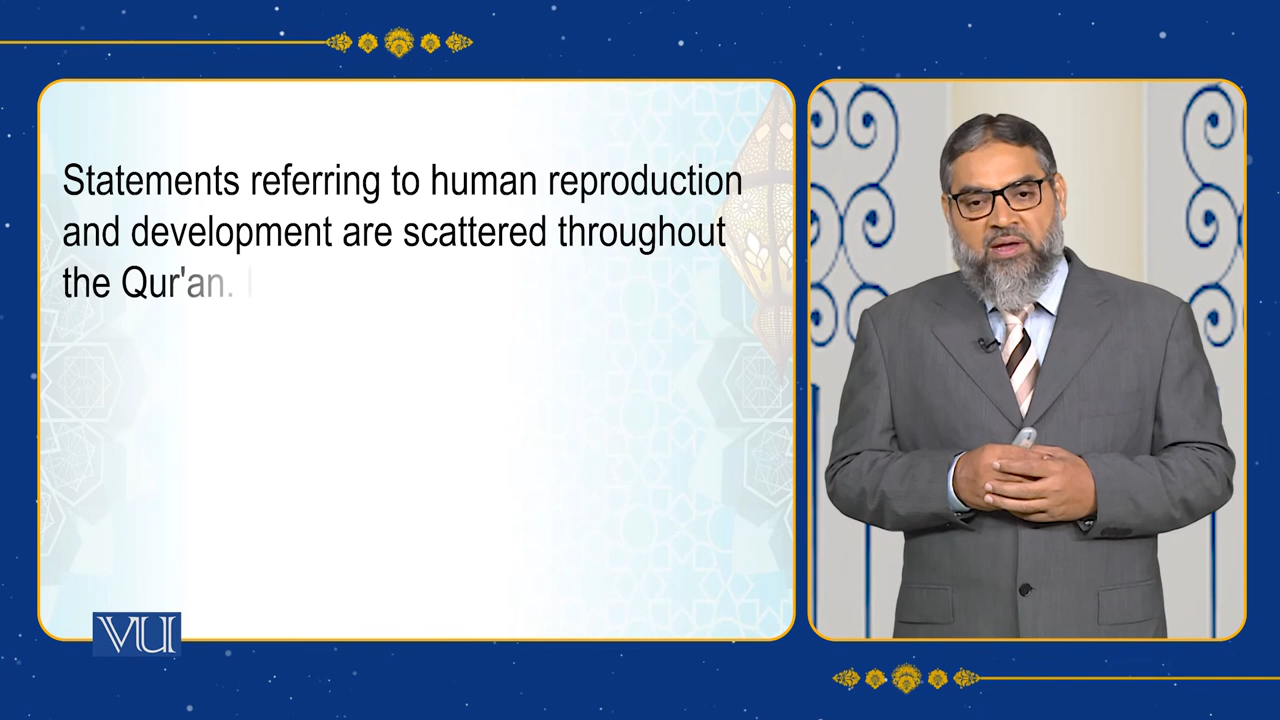 Statements referring to human reproduction
and development are scattered throughout
the Qur'an.
VU